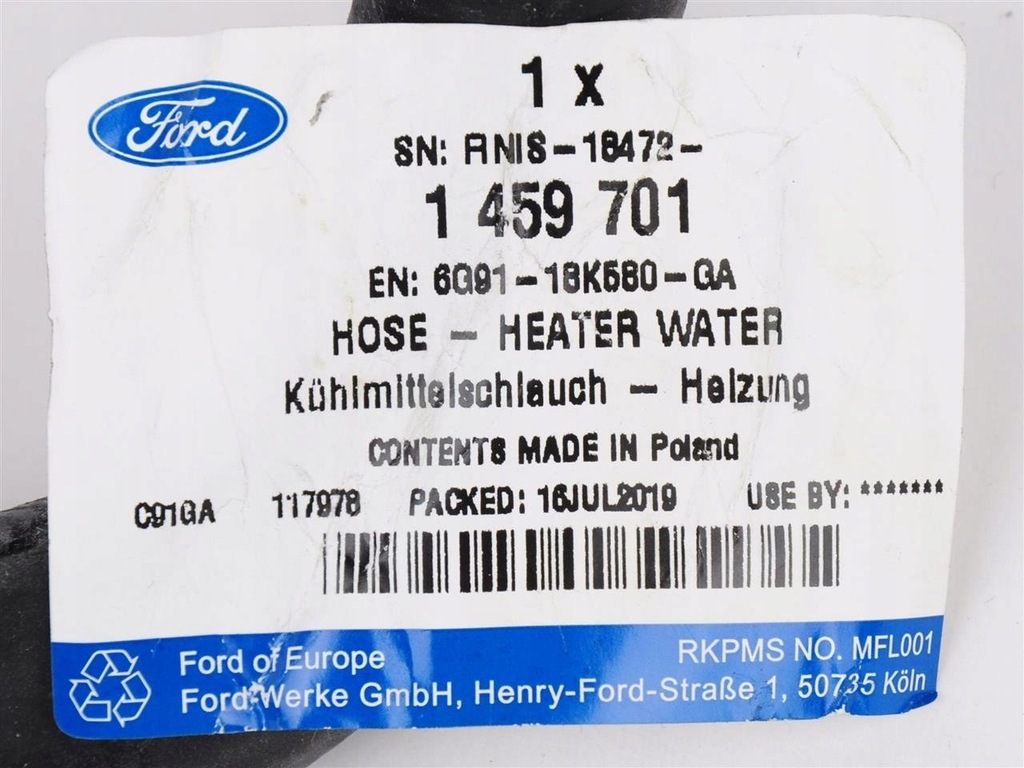 Ford
1 x
SN: RNIS-18472-
1 459 701
EN: 6G91-18K580-GA
HOSE - HEATER WATER
Kühlmittelschlauch - Heizung
CONTENTS MADE IN Poland
C91GA 117978 PACKED: 16JUL2019 USE BY: *******
Ford of Europe
RKPMS NO. MFL001
Ford-Werke GmbH, Henry-Ford-Straße 1, 50735 Köln